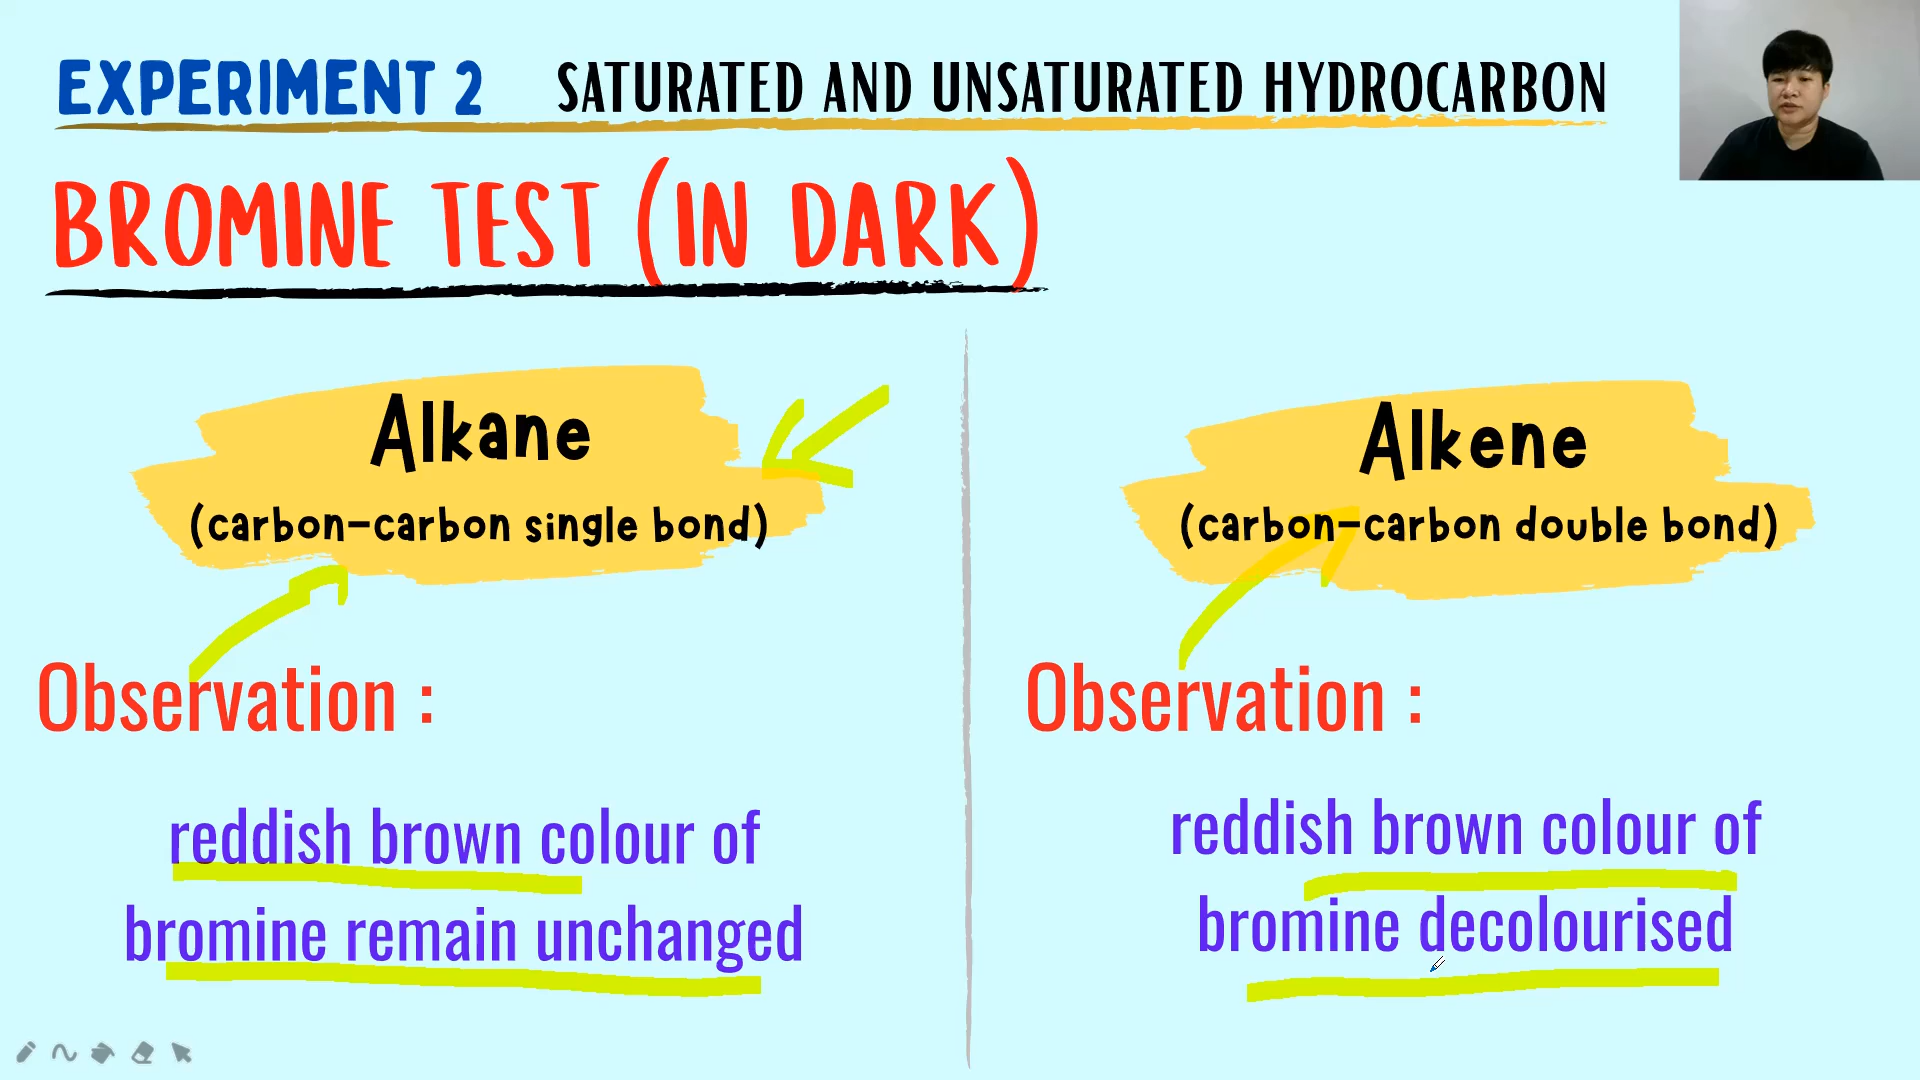 EXPERIMENT 2 SATURATED AND UNSATURATED HYDROCARBON
BROMINE TEST (IN DARK)
Alkane
(carbon-carbon single bond)
Observation :
reddish brown colour of
bromine remain unchanged
Alkene
(carbon-carbon double bond)
Observation :
reddish brown colour of
bromine decolourised